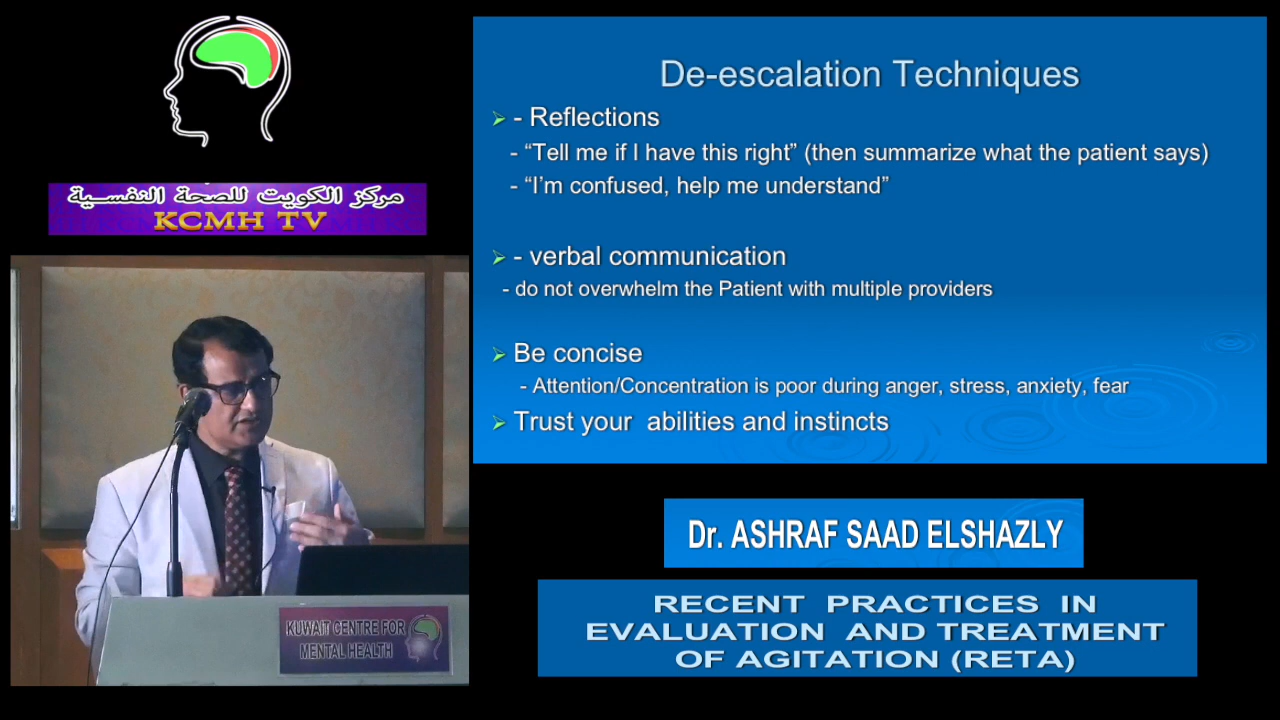 مركز الكويت للصحة النفسية
KCMH TV
De-escalation Techniques
- Reflections
- “Tell me if I have this right” (then summarize what the patient says)
- “I’m confused, help me understand”
- verbal communication
- do not overwhelm the Patient with multiple providers
Be concise
- Attention/Concentration is poor during anger, stress, anxiety, fear
Trust your abilities and instincts
KUWAIT CENTRE FOR
MENTAL HEALTH
Dr. ASHRAF SAAD ELSHAZLY
RECENT PRACTICES IN
EVALUATION AND TREATMENT
OF AGITATION (RETA)